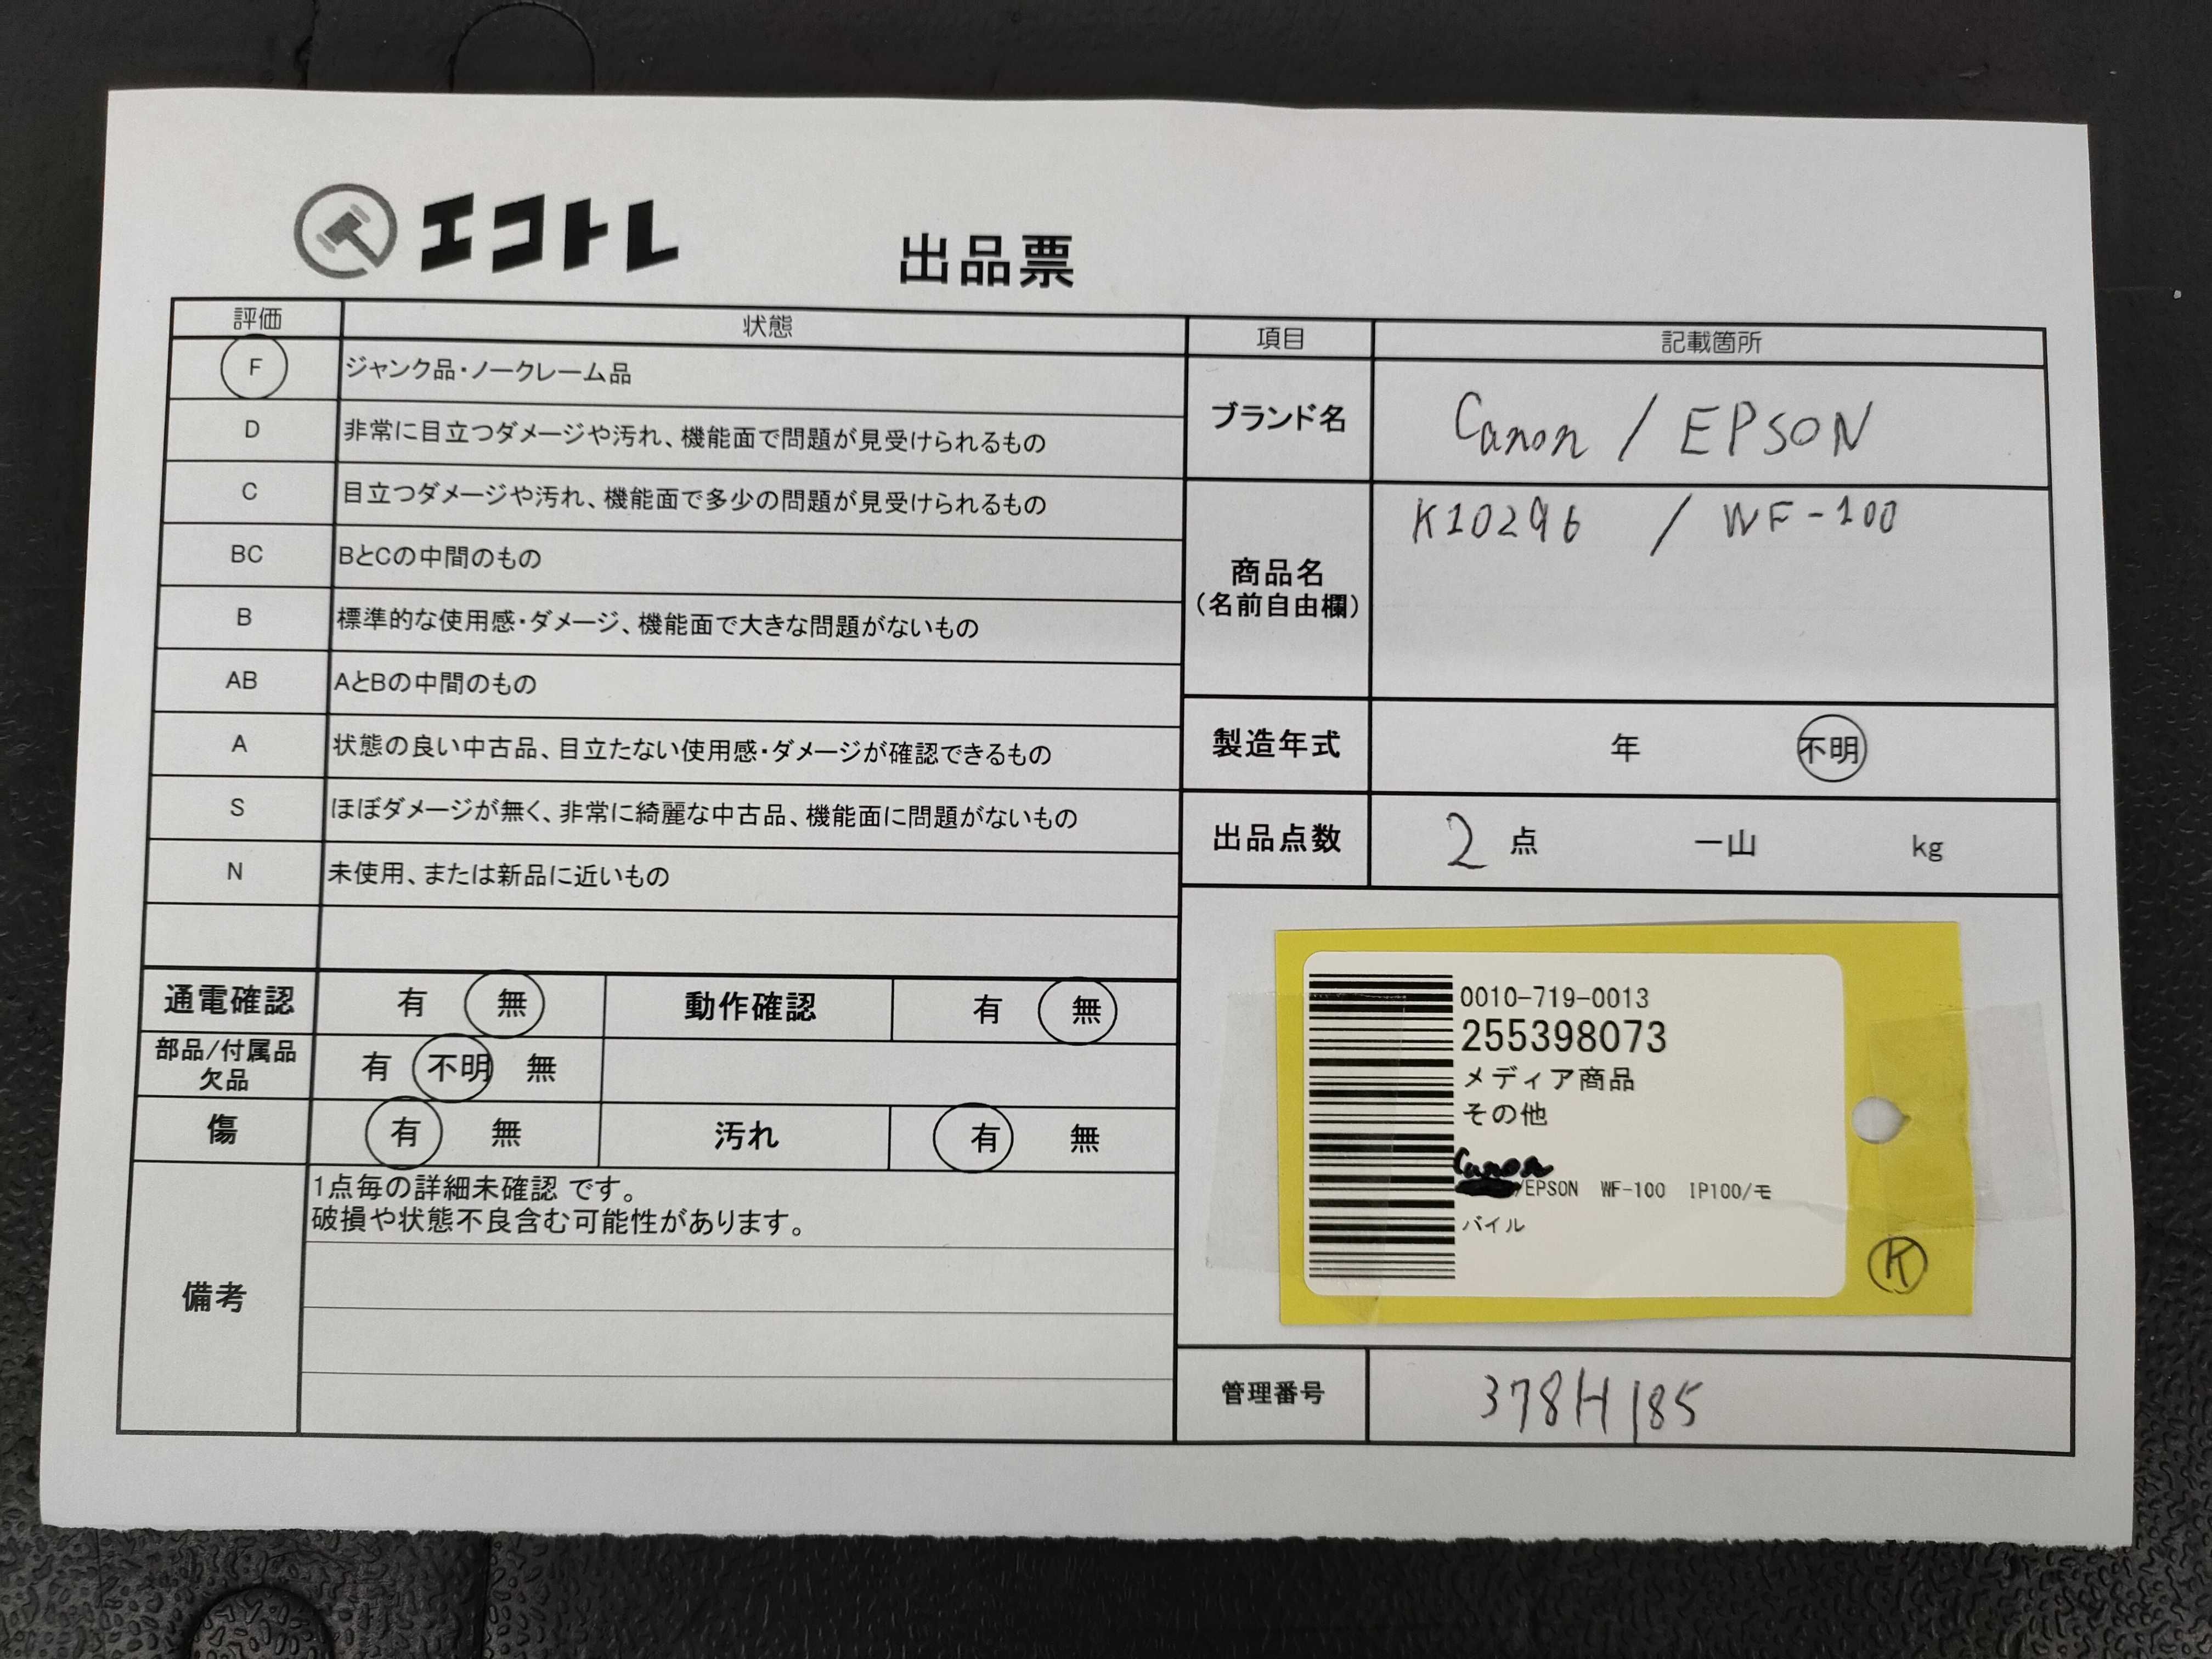 エコトレ
出品票
評価 状態
F ジャンク品・ノークレーム品
D 非常に目立つダメージや汚れ、機能面で問題が見受けられるもの
C 目立つダメージや汚れ、機能面で多少の問題が見受けられるもの
BC BとCの中間のもの
B 標準的な使用感・ダメージ、機能面で大きな問題がないもの
AB AとBの中間のもの
A 状態の良い中古品、目立たない使用感・ダメージが確認できるもの
S ほぼダメージが無く、非常に綺麗な中古品、機能面に問題がないもの
N 未使用、または新品に近いもの
通電確認 有 無 動作確認 有 無
部品/付属品
欠品
有 不明 無
傷 有 無 汚れ 有 無
備考
1点毎の詳細未確認 です。
破損や状態不良含む可能性があります。
項目 記載箇所
ブランド名 Canon / EPSON
商品名
(名前自由欄)
K10296 / WF-100
製造年式 年 不明
出品点数 2 点 一山 kg
0010-719-0013
255398073
メディア商品
その他
Canon
/EPSON WF-100 IP100/モ
バイル
K
管理番号 378H185